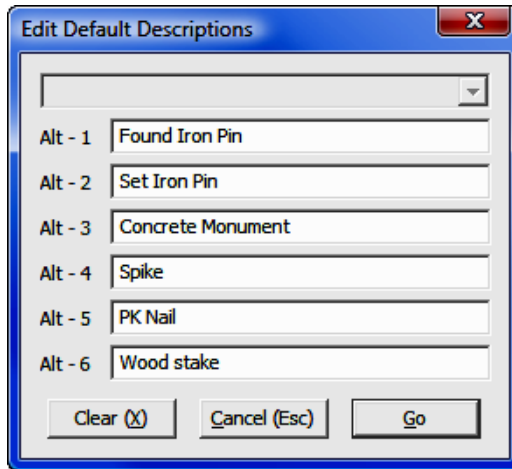 Edit Default Descriptions
X
Alt - 1 Found Iron Pin
Alt - 2 Set Iron Pin
Alt - 3 Concrete Monument
Alt - 4 Spike
Alt - 5 PK Nail
Alt - 6 Wood stake
Clear (X) Cancel (Esc) Go